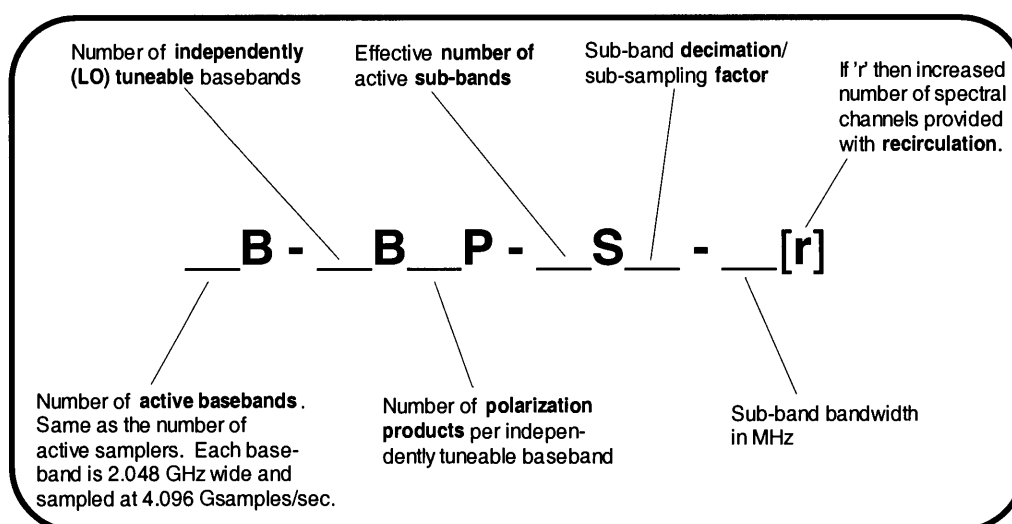 Number of independently
(LO) tuneable basebands
Effective number of
active sub-bands
Sub-band decimation/
sub-sampling factor
If 'r' then increased
number of spectral
channels provided
with recirculation.
__B - __B__P - __S__ - __[r]
Number of active basebands.
Same as the number of
active samplers. Each base-
band is 2.048 GHz wide and
sampled at 4.096 Gsamples/sec.
Number of polarization
products per indepen-
dently tuneable baseband
Sub-band bandwidth
in MHz